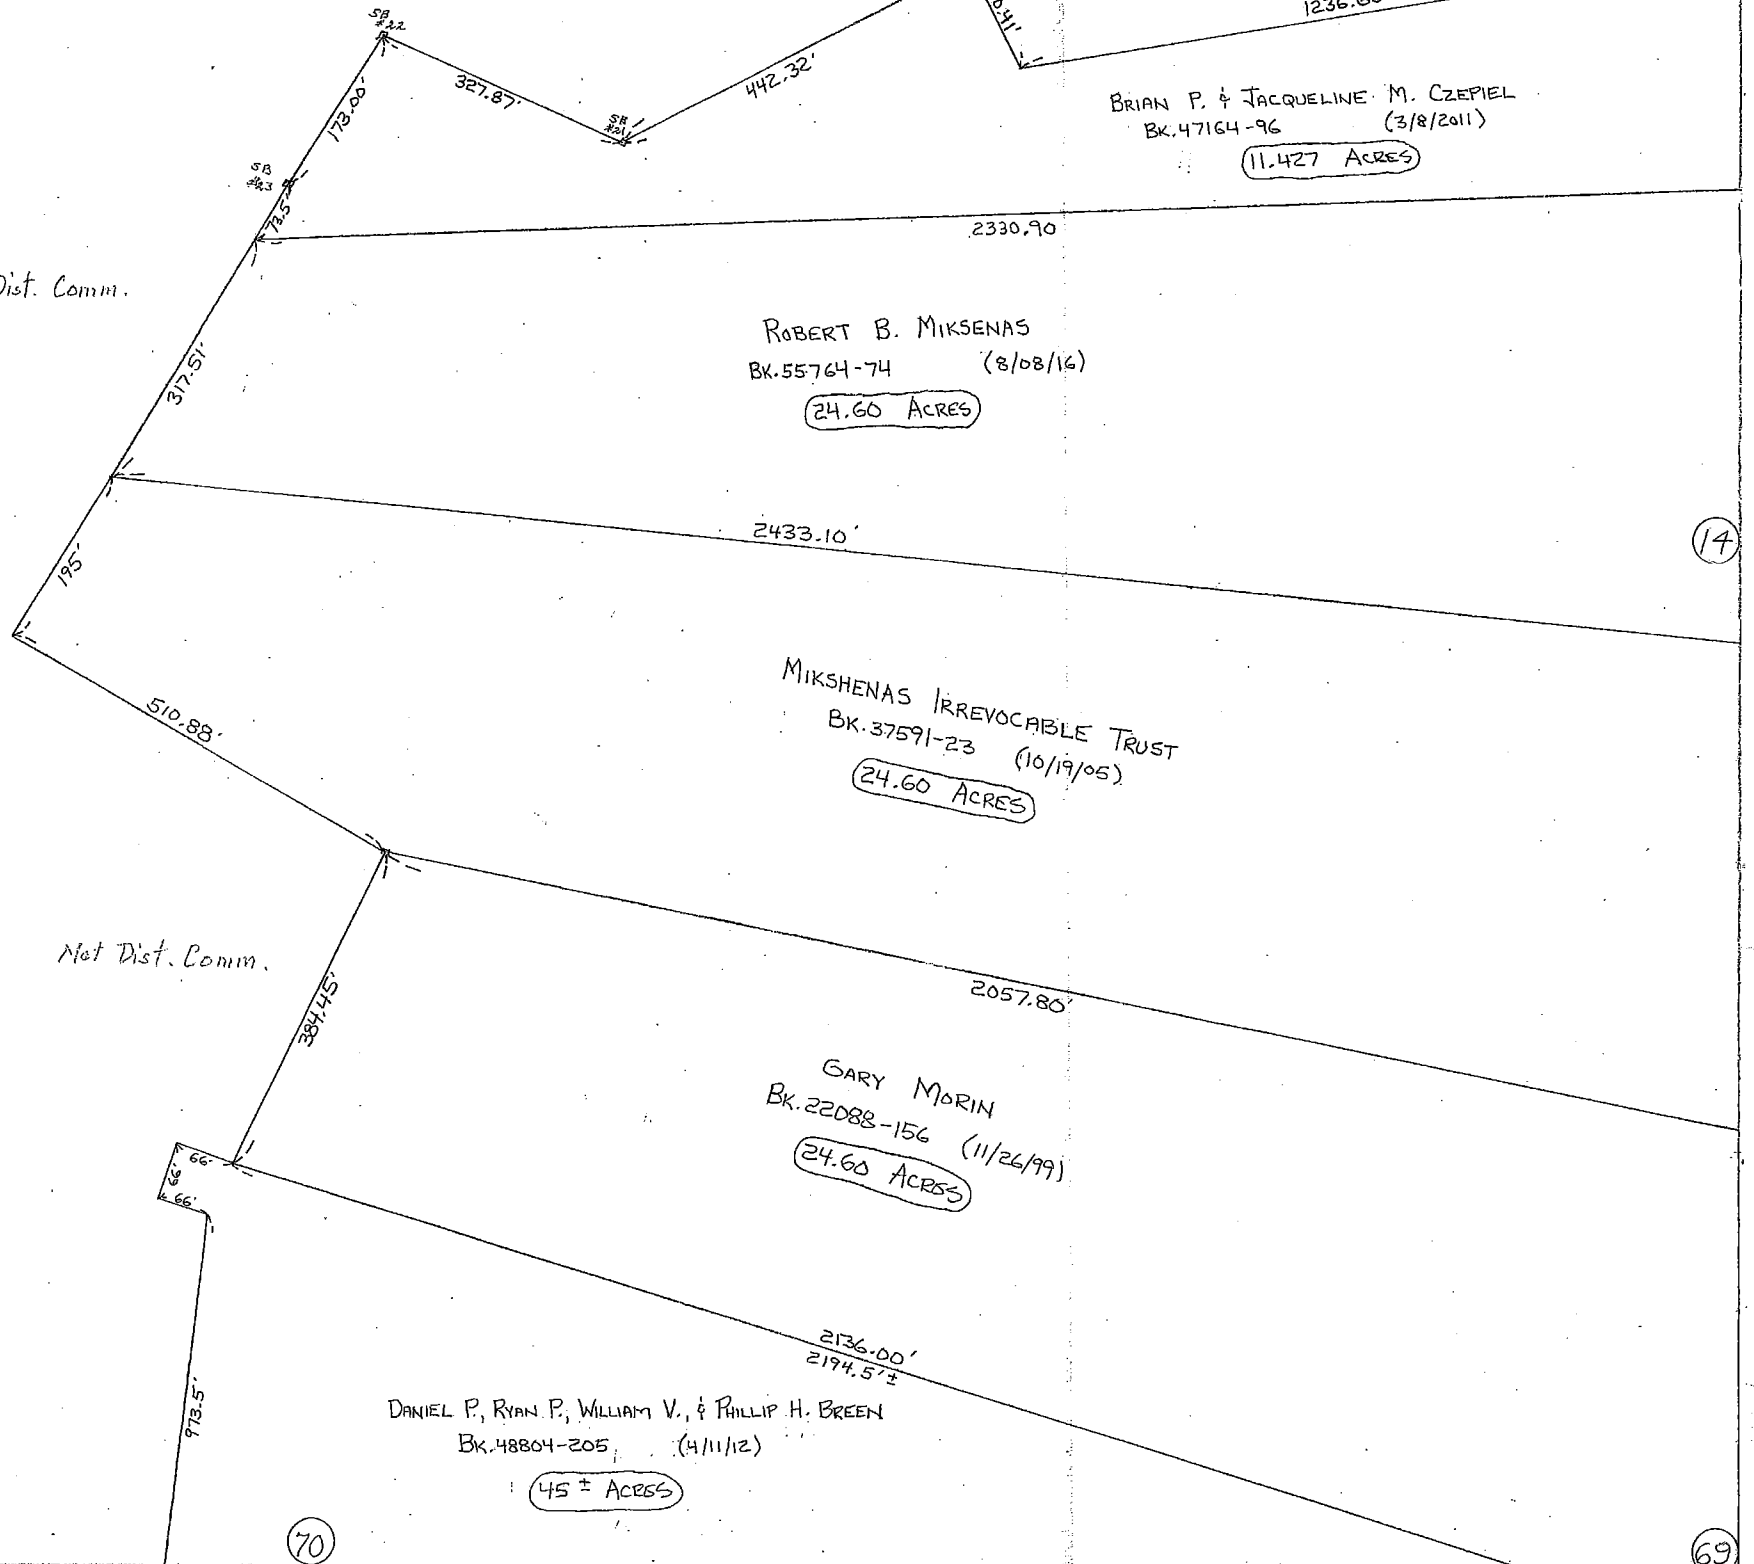 SB
#22
173.00'
327.87'
442.32'
SB
#21
0.41'
BRIAN P. & JACQUELINE M. CZEPIEL
BK.47164-96 (3/8/2011)
11.427 ACRES
SB
#23
73.5'
2330.90
Dist. Comm.
317.51'
ROBERT B. MIKSENAS
BK.55764-74 (8/08/16)
24.60 ACRES
2433.10'
14
195'
510.88'
MIKSHENAS IRREVOCABLE TRUST
BK.37591-23 (10/19/05)
24.60 ACRES
Met Dist. Comm.
384.45'
2057.80'
GARY MORIN
BK.22088-156 (11/26/99)
24.60 ACRES
66'
66'
66'
973.5'
2136.00'
2194.5'±
DANIEL P., RYAN P., WILLIAM V., & PHILLIP H. BREEN
BK.48804-205 (4/11/12)
45 ± ACRES
70
69